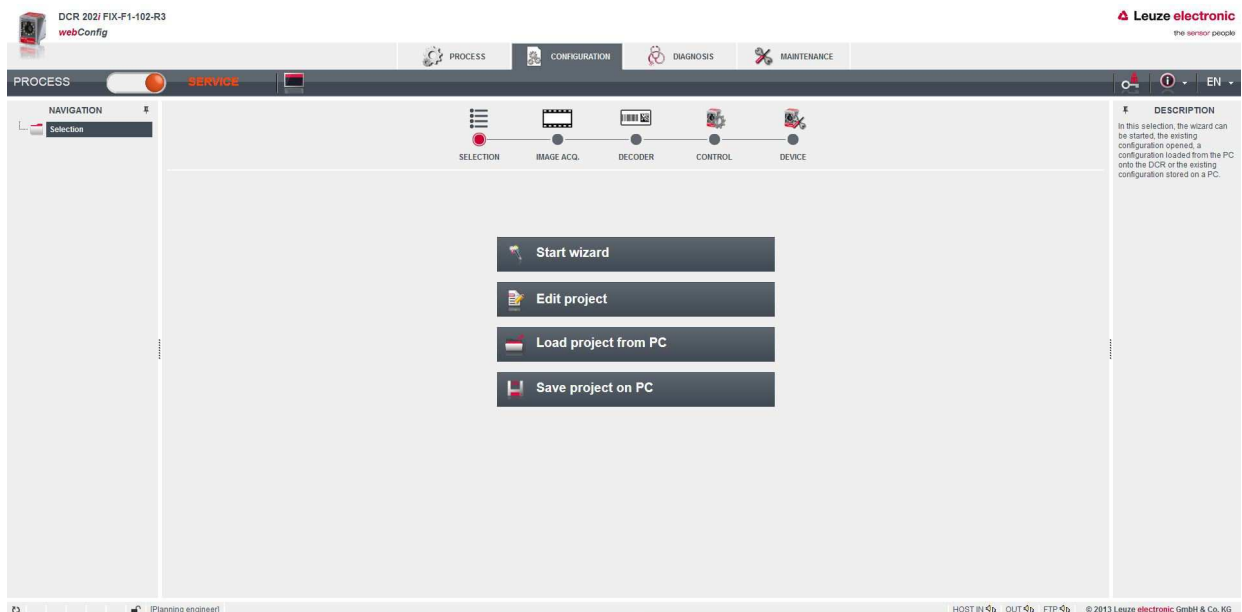 DCR 202i FIX-F1-102-R3
webConfig
Leuze electronic
the sensor people
PROCESS
CONFIGURATION
DIAGNOSIS
MAINTENANCE
PROCESS
SERVICE
EN
NAVIGATION
Selection
SELECTION
IMAGE ACQ.
DECODER
CONTROL
DEVICE
Start wizard
Edit project
Load project from PC
Save project on PC
DESCRIPTION
In this selection, the wizard can
be started, the existing
configuration opened, a
configuration loaded from the PC
onto the DCR or the existing
configuration stored on a PC.
[Planning engineer]
HOST IN OUT FTP
© 2013 Leuze electronic GmbH & Co. KG